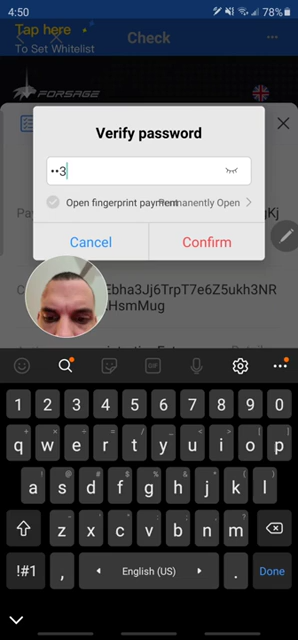 4:50
78%
Tap here
To Set Whitelist
Check
FORSAGE
Verify password
••3
Open fingerprint payment
Permanently Open
Cancel
Confirm
Ebha3Jj6TrpT7e6Z5ukh3NR
HsmMug
GIF
1 2 3 4 5 6 7 8 9 0
q w e r t y u i o p
a s d f g h j k l
z x c v b n m
!#1 , English (US) . Done